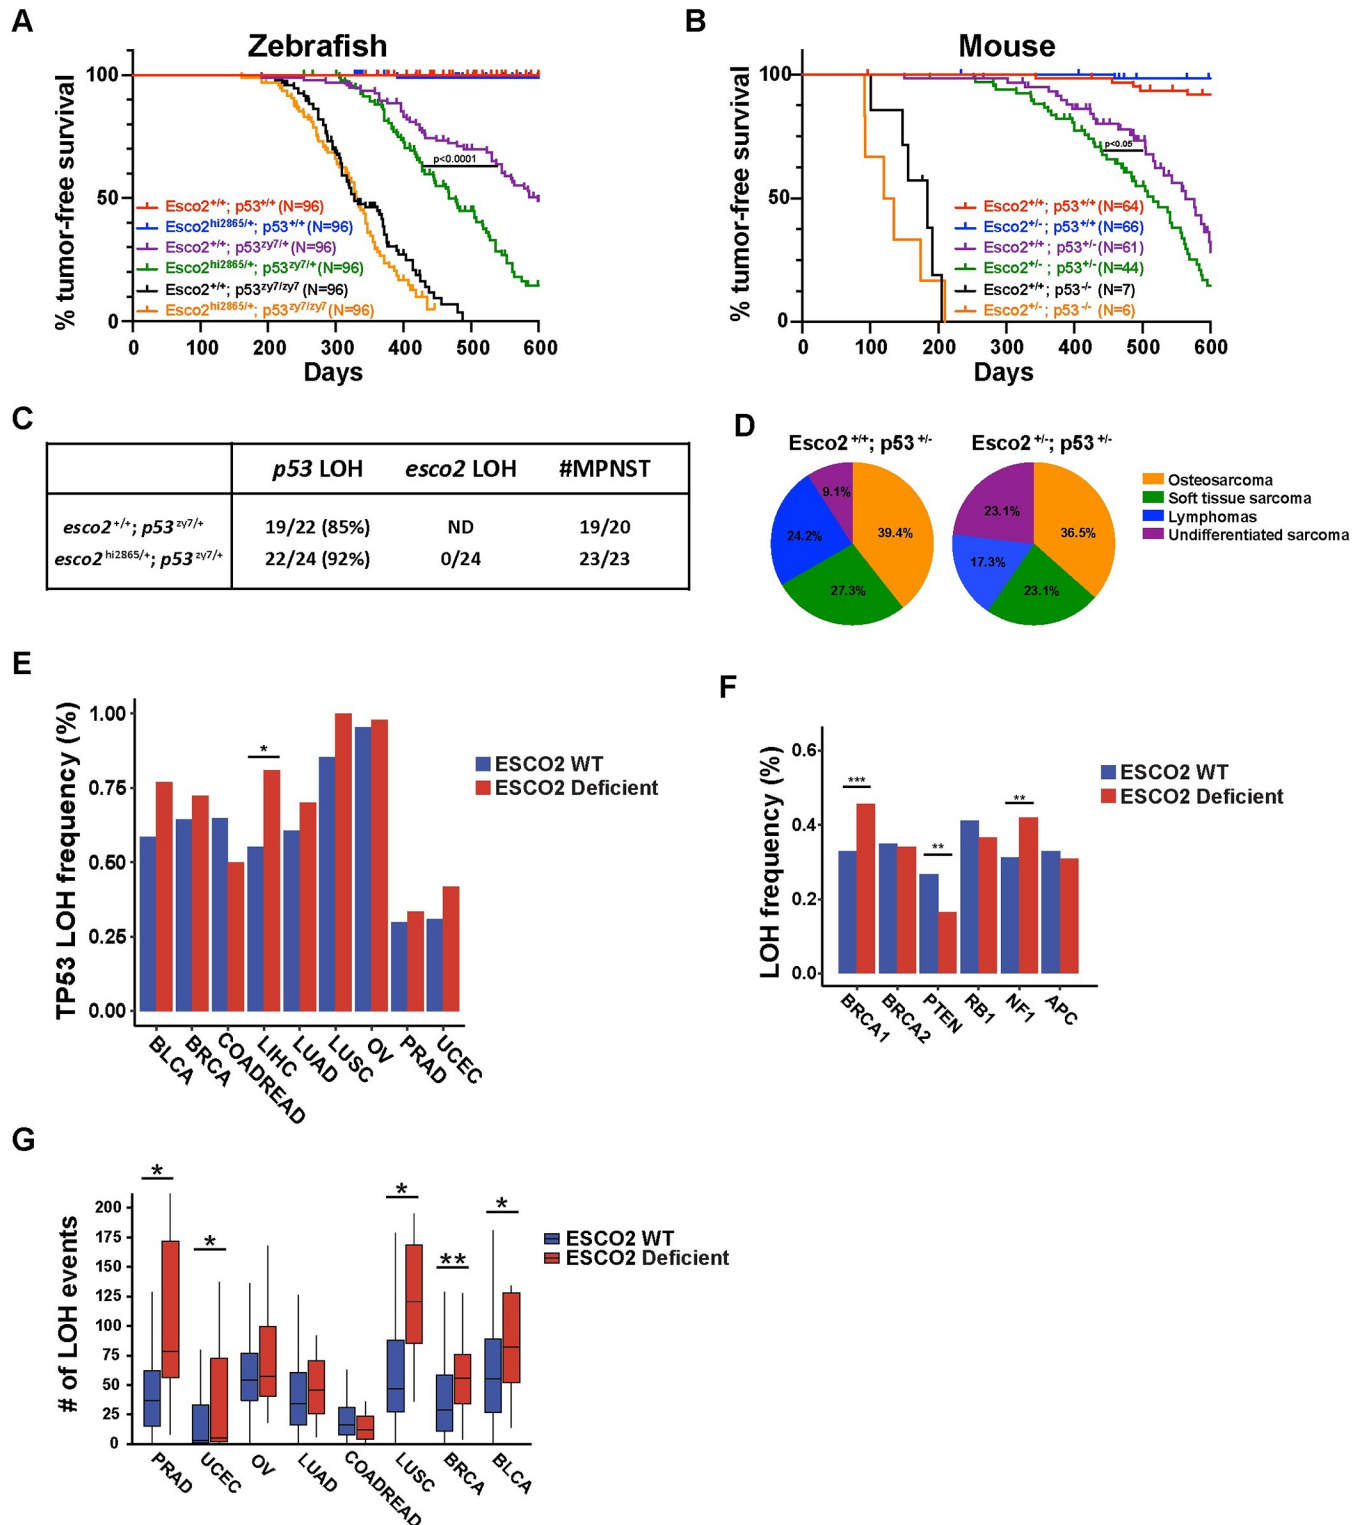 A
Zebrafish
% tumor-free survival
100
50
0
p<0.0001
Esco2+/+; p53+/+ (N=96)
Esco2hi2865/+; p53+/+ (N=96)
Esco2+/+; p53zy7/+ (N=96)
Esco2hi2865/+; p53zy7/+ (N=96)
Esco2+/+; p53zy7/zy7 (N=96)
Esco2hi2865/+; p53zy7/zy7 (N=96)
0 100 200 300 400 500 600
Days
B
Mouse
% tumor-free survival
100
50
0
p<0.05
Esco2+/+; p53+/+ (N=64)
Esco2+/-; p53+/+ (N=66)
Esco2+/+; p53+/- (N=61)
Esco2+/-; p53+/- (N=44)
Esco2+/+; p53-/- (N=7)
Esco2+/-; p53-/- (N=6)
0 100 200 300 400 500 600
Days
C
p53 LOH esco2 LOH #MPNST
esco2+/+; p53zy7/+ 19/22 (85%) ND 19/20
esco2hi2865/+; p53zy7/+ 22/24 (92%) 0/24 23/23
D
Esco2+/+; p53+/- Esco2+/-; p53+/-
9.1%
39.4%
24.2%
27.3%
23.1%
36.5%
17.3%
23.1%
Osteosarcoma
Soft tissue sarcoma
Lymphomas
Undifferentiated sarcoma
E
TP53 LOH frequency (%)
1.00
0.75
0.50
0.25
0.00
*
ESCO2 WT
ESCO2 Deficient
BLCA BRCA COADREAD LIHC LUAD LUSC OV PRAD UCEC
F
LOH frequency (%)
0.6
0.4
0.2
0.0
*** ** **
ESCO2 WT
ESCO2 Deficient
BRCA1 BRCA2 PTEN RB1 NF1 APC
G
# of LOH events
200
175
150
125
100
75
50
25
0
* * * ** *
ESCO2 WT
ESCO2 Deficient
PRAD UCEC OV LUAD COADREAD LUSC BRCA BLCA